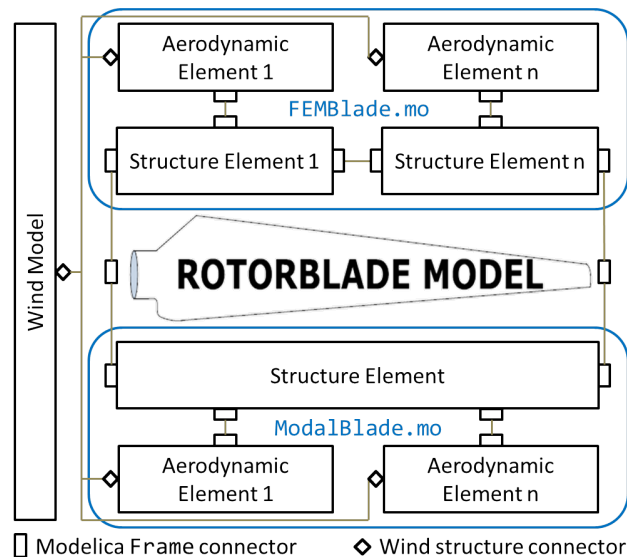 Wind Model
Aerodynamic
Element 1
Aerodynamic
Element n
FEMBlade.mo
Structure Element 1
Structure Element n
ROTORBLADE MODEL
Structure Element
ModalBlade.mo
Aerodynamic
Element 1
Aerodynamic
Element n
Modelica Frame connector
Wind structure connector